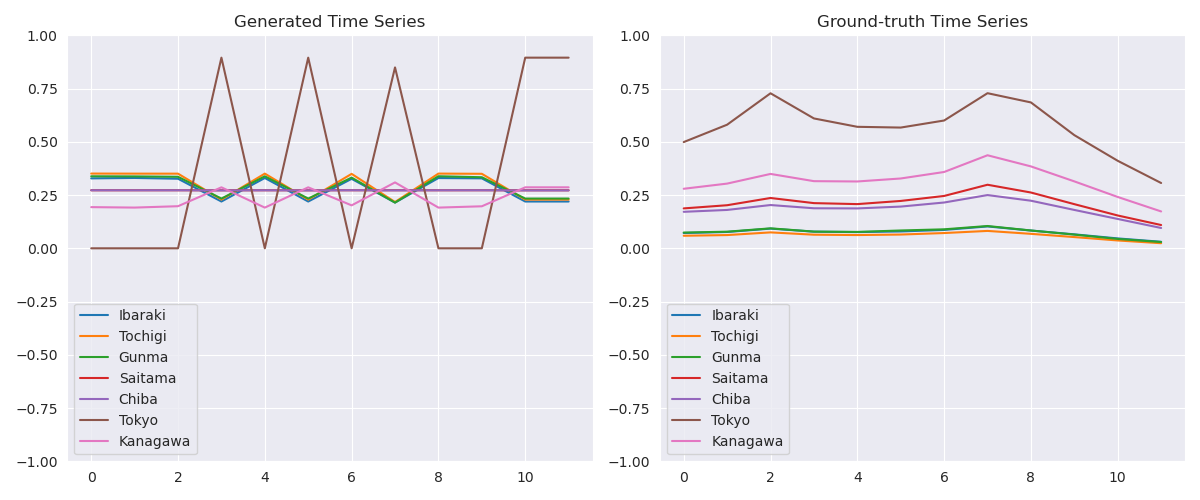 Generated Time Series
1.00
0.75
0.50
0.25
0.00
−0.25
−0.50
−0.75
−1.00
Ibaraki
Tochigi
Gunma
Saitama
Chiba
Tokyo
Kanagawa
0 2 4 6 8 10
Ground-truth Time Series
1.00
0.75
0.50
0.25
0.00
−0.25
−0.50
−0.75
−1.00
Ibaraki
Tochigi
Gunma
Saitama
Chiba
Tokyo
Kanagawa
0 2 4 6 8 10